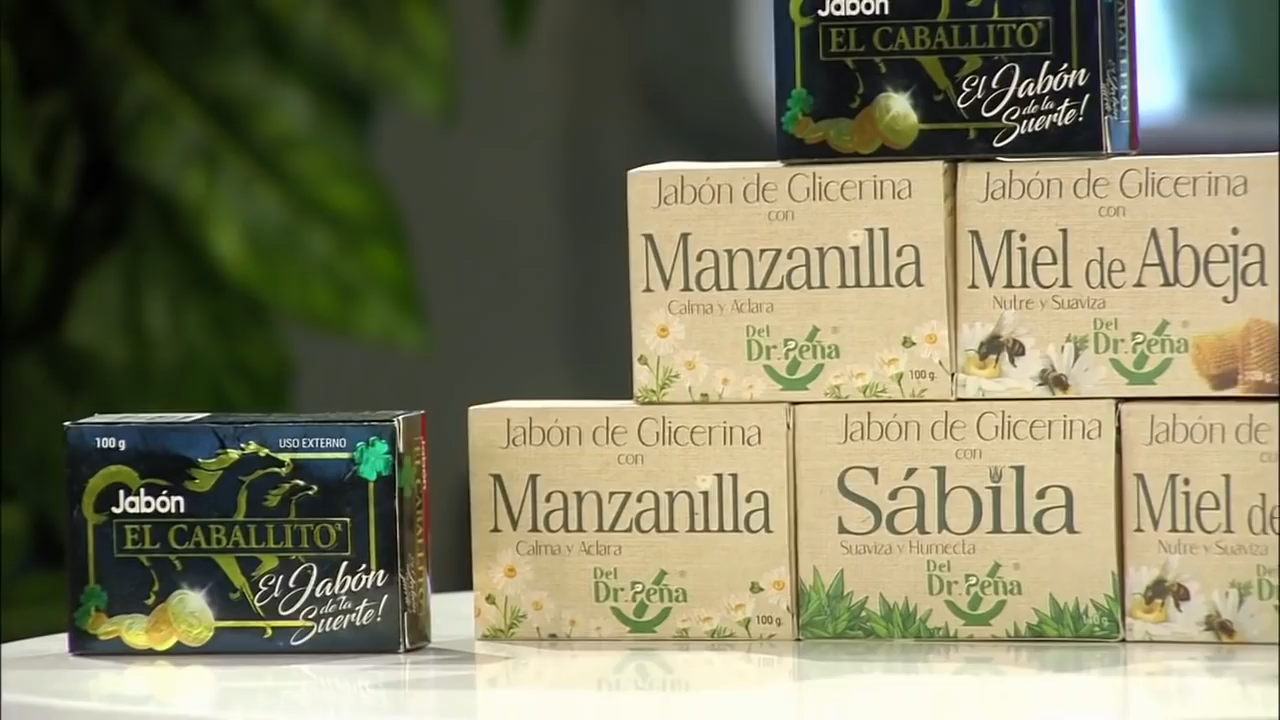 Jabón
EL CABALLITO
El Jabón
de la
Suerte!
Jabón de Glicerina
con
Manzanilla
Calma y Aclara
Del
Dr. Peña
100 g.
Jabón de Glicerina
con
Miel de Abeja
Nutre y Suaviza
Del
Dr. Peña
100 g
USO EXTERNO
Jabón
EL CABALLITO
El Jabón
de la
Suerte!
Jabón de Glicerina
con
Manzanilla
Calma y Aclara
Del
Dr. Peña
100 g.
Jabón de Glicerina
con
Sábila
Suaviza y Humecta
Del
Dr. Peña
100 g.
Jabón de
Miel de
Nutre y Suaviza